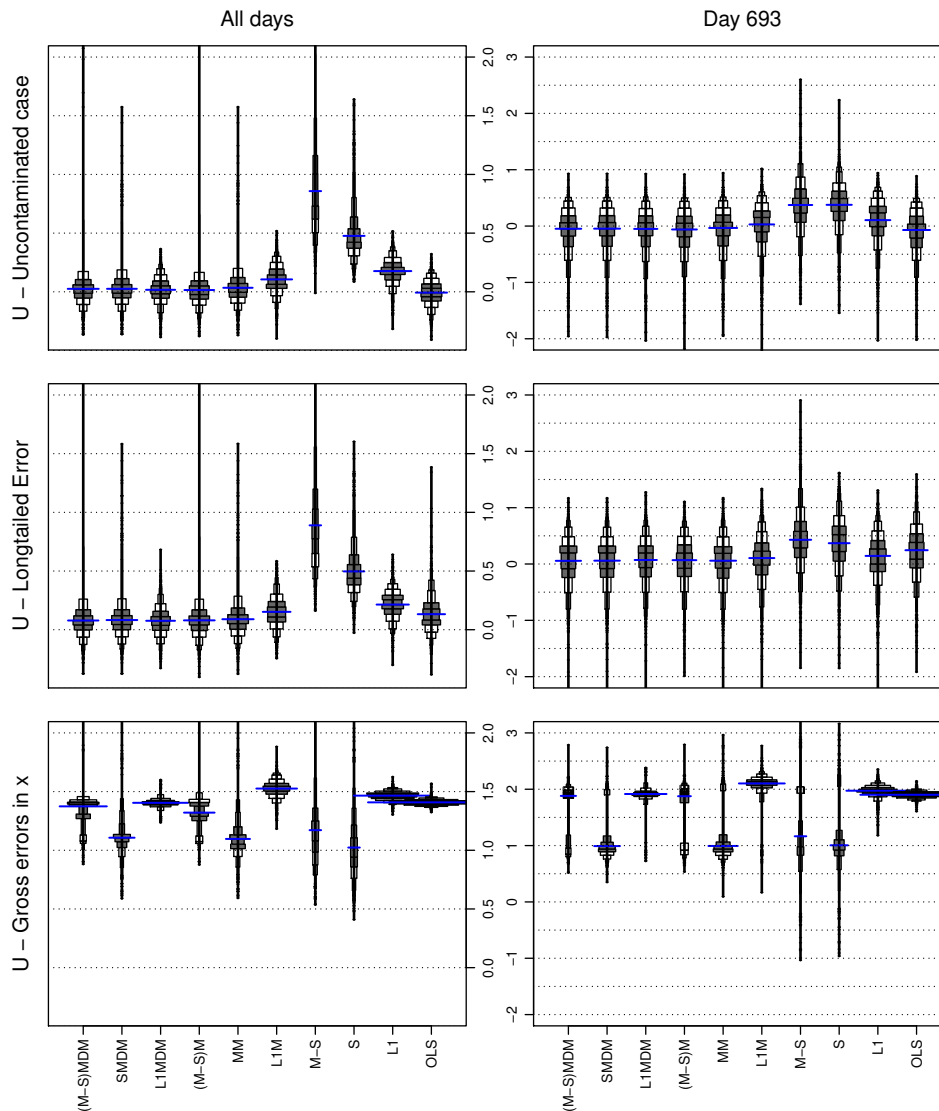 All days
Day 693
U – Uncontaminated case
2.0
1.5
1.0
0.5
0.0
3
2
1
0
−1
−2
U – Longtailed Error
2.0
1.5
1.0
0.5
0.0
3
2
1
0
−1
−2
U – Gross errors in x
2.0
1.5
1.0
0.5
0.0
3
2
1
0
−1
−2
(M−S)MDM
SMDM
L1MDM
(M−S)M
MM
L1M
M−S
S
L1
OLS
(M−S)MDM
SMDM
L1MDM
(M−S)M
MM
L1M
M−S
S
L1
OLS